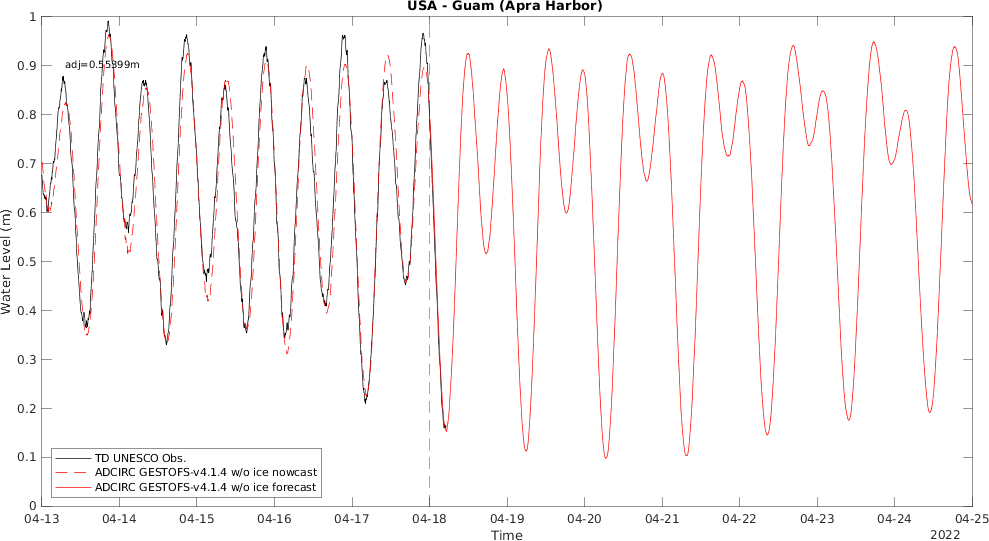 USA - Guam (Apra Harbor)
1
0.9
0.8
0.7
0.6
0.5
0.4
0.3
0.2
0.1
0
Water Level (m)
adj=0.55399m
TD UNESCO Obs.
ADCIRC GESTOFS-v4.1.4 w/o ice nowcast
ADCIRC GESTOFS-v4.1.4 w/o ice forecast
04-13 04-14 04-15 04-16 04-17 04-18 04-19 04-20 04-21 04-22 04-23 04-24 04-25
Time
2022